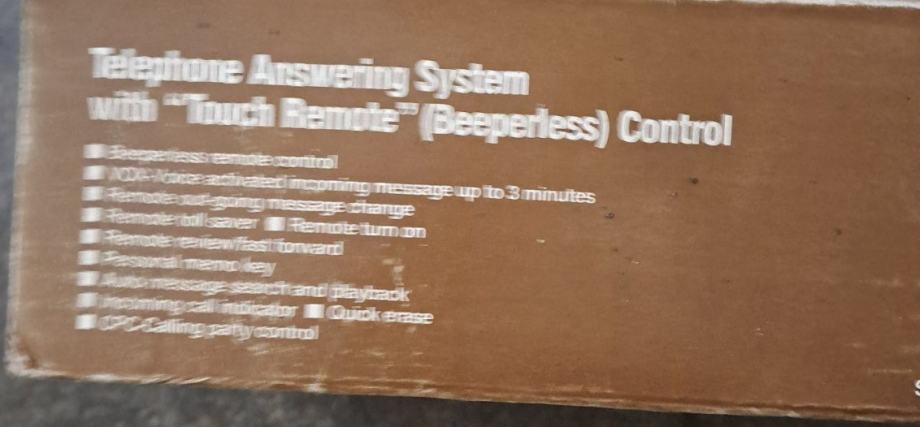 Telephone Answering System
with "Touch Remote" (Beeperless) Control
■ Beeperless remote control
■ VOX-Voice activated incoming message up to 3 minutes
■ Remote out-going message change
■ Remote toll saver ■ Remote turn on
■ Remote review/fast forward
■ Personal memo key
■ Auto message search and playback
■ Incoming call indicator ■ Quick erase
■ CPC-Calling party control
S